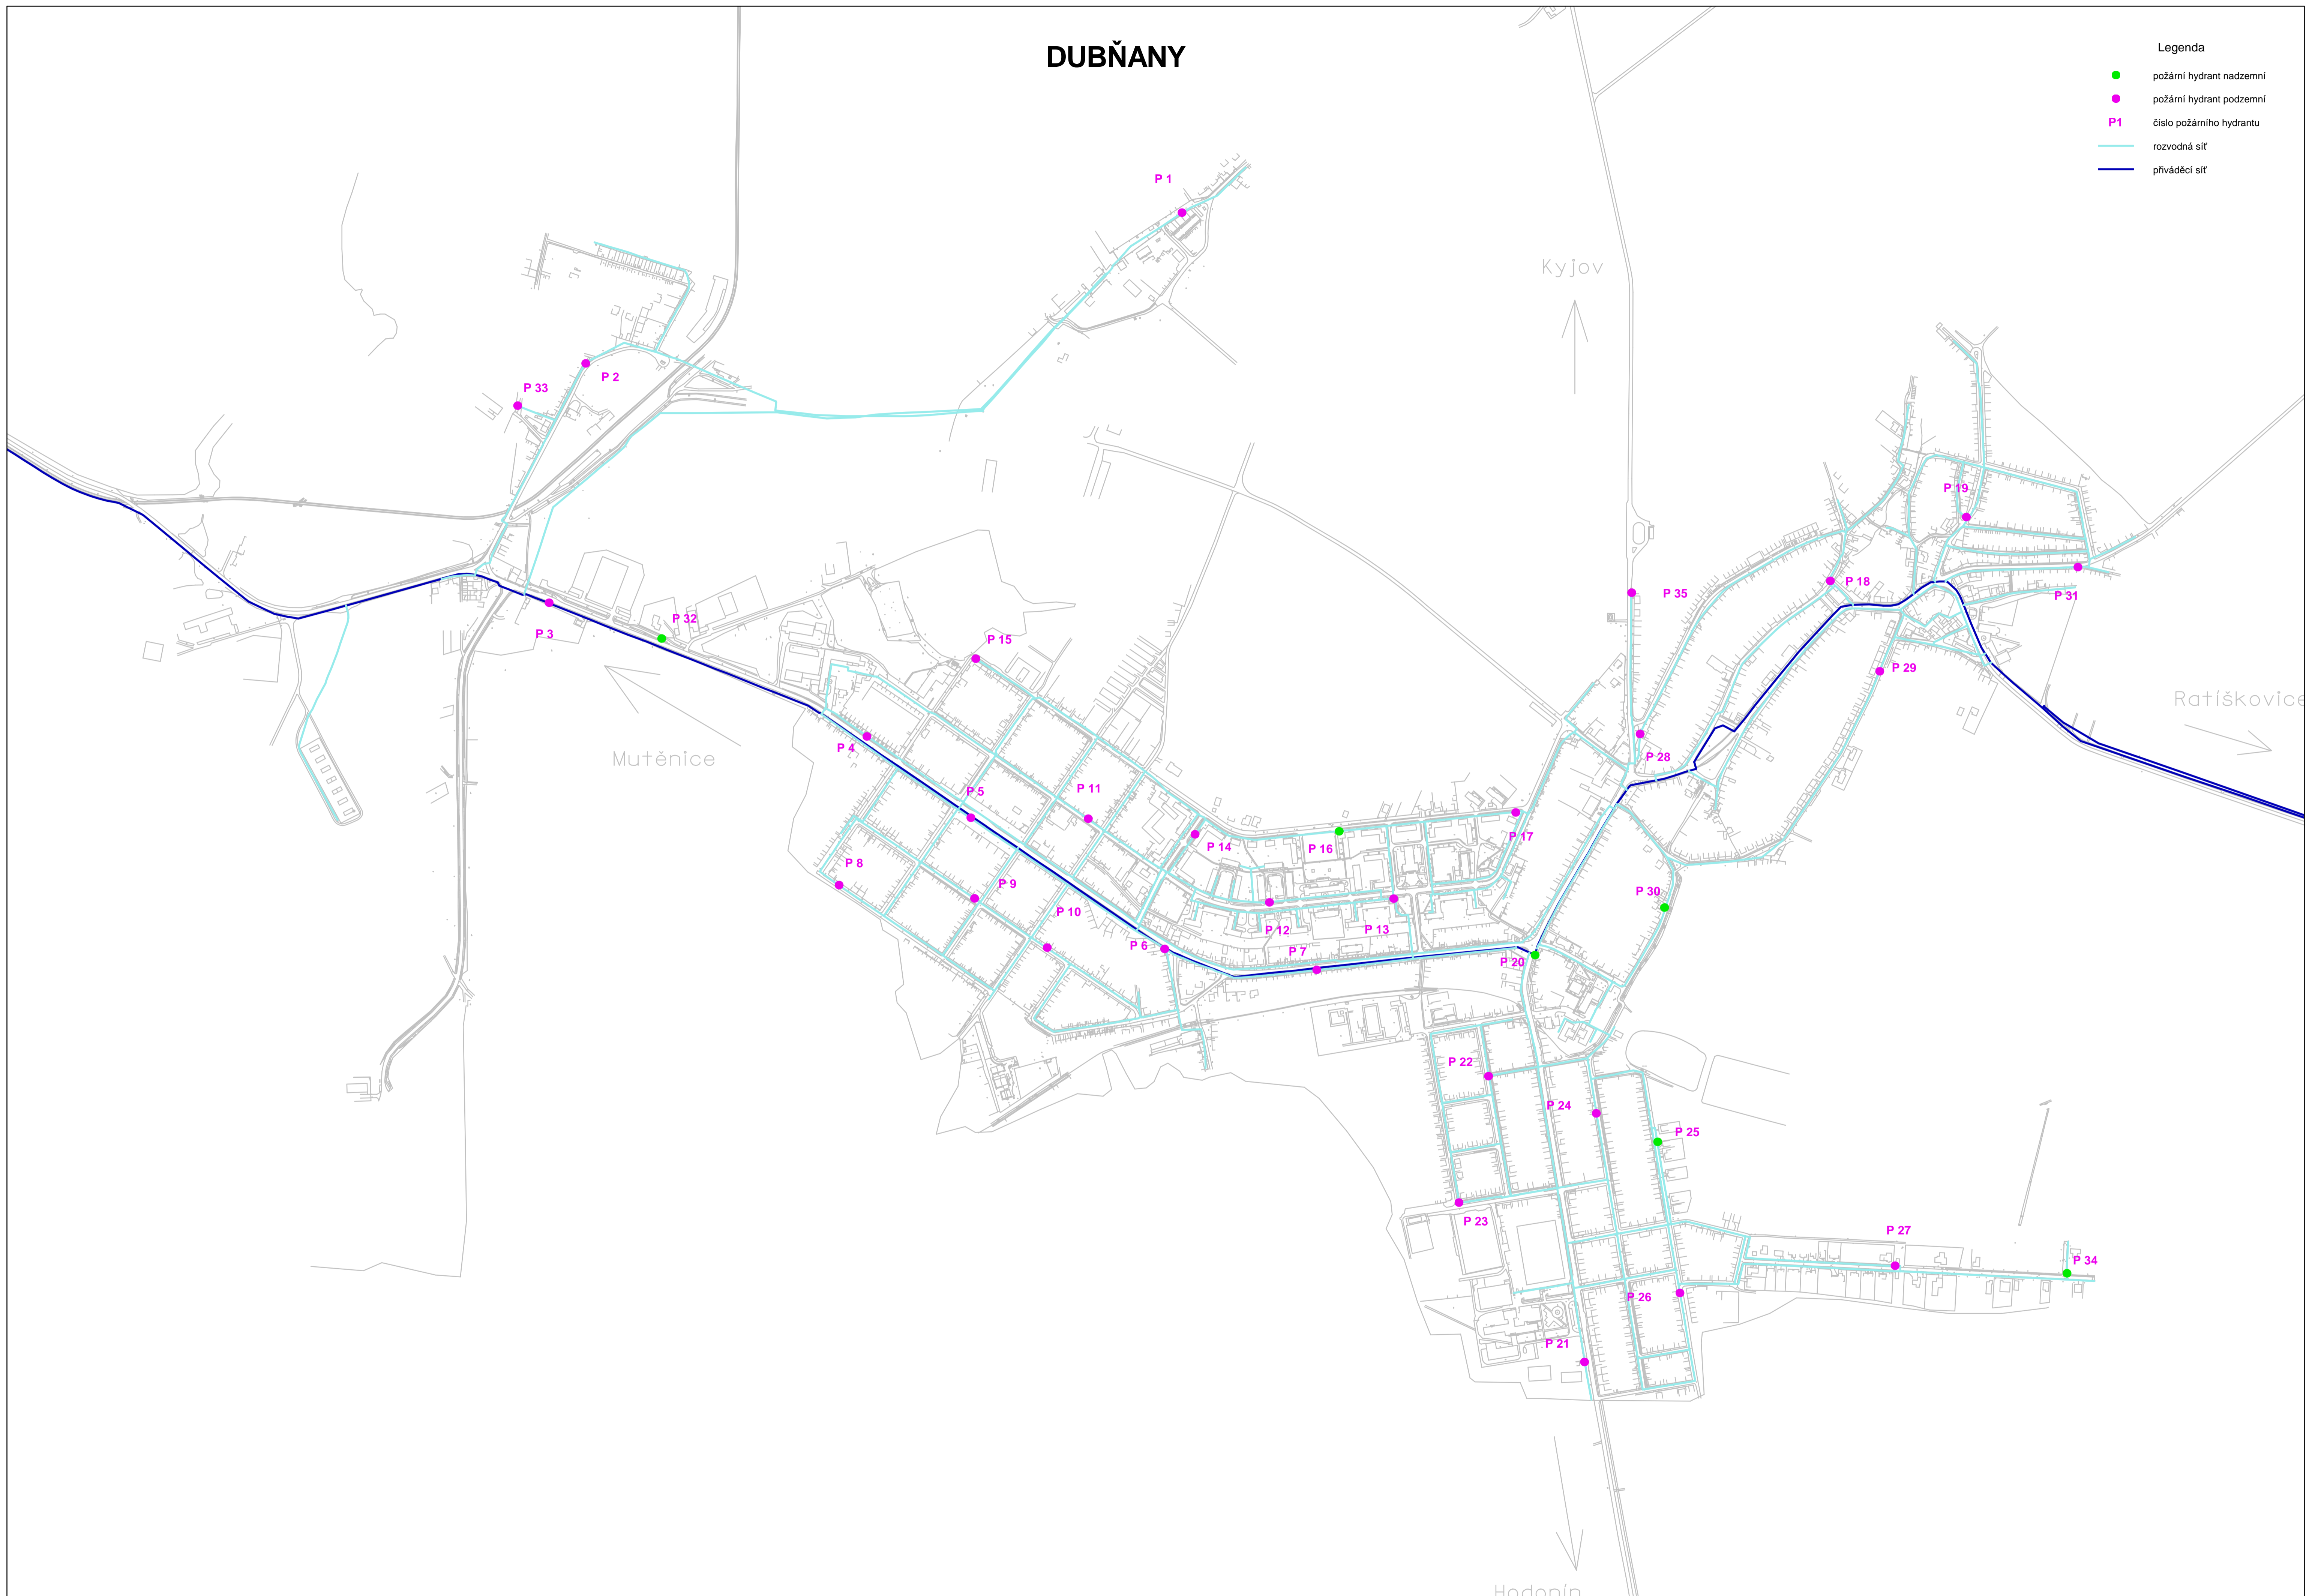 DUBŇANY
Legenda
požární hydrant nadzemní
požární hydrant podzemní
P1 číslo požárního hydrantu
rozvodná síť
přiváděcí síť
P 1
Kyjov
P 2
P 33
P 19
P 18
P 35
P 31
P 32
P 3
P 15
P 29
Ratíškovice
P 4
Mutěnice
P 28
P 5
P 11
P 17
P 14
P 16
P 8
P 9
P 30
P 10
P 12
P 13
P 6
P 7
P 20
P 22
P 24
P 25
P 23
P 27
P 34
P 26
P 21
Hodonín